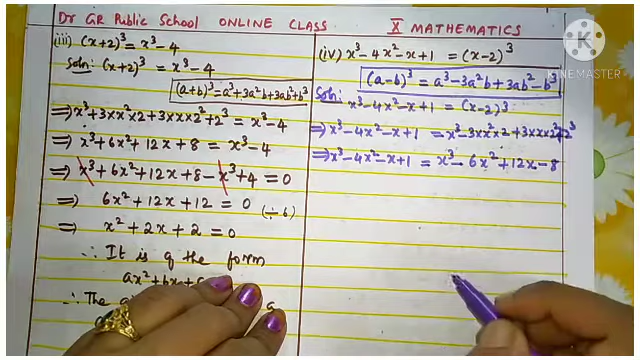 Dr GR Public School ONLINE CLASS
X MATHEMATICS
iii) (x+2)³ = x³-4
Soln: (x+2)³ = x³-4
(a+b)³=a³+3a²b+3ab²+b³
⇒x³+3×x²×2+3×x×2²+2³ = x³-4
⇒ x³+6x²+12x+8 = x³-4
⇒ x³+6x²+12x+8-x³+4 = 0
⇒ 6x²+12x+12 = 0 (÷6)
⇒ x²+2x+2=0
∴ It is of the form
ax²+bx+
∴ The
(iv) x³-4x²-x+1 = (x-2)³
(a-b)³ = a³-3a²b+3ab²-b³
Soln: x³-4x²-x+1 = (x-2)³
⇒x³-4x²-x+1 = x³-3×x²×2+3×x×2²-2³
⇒x³-4x²-x+1 = x³-6x²+12x-8
KINEMASTER